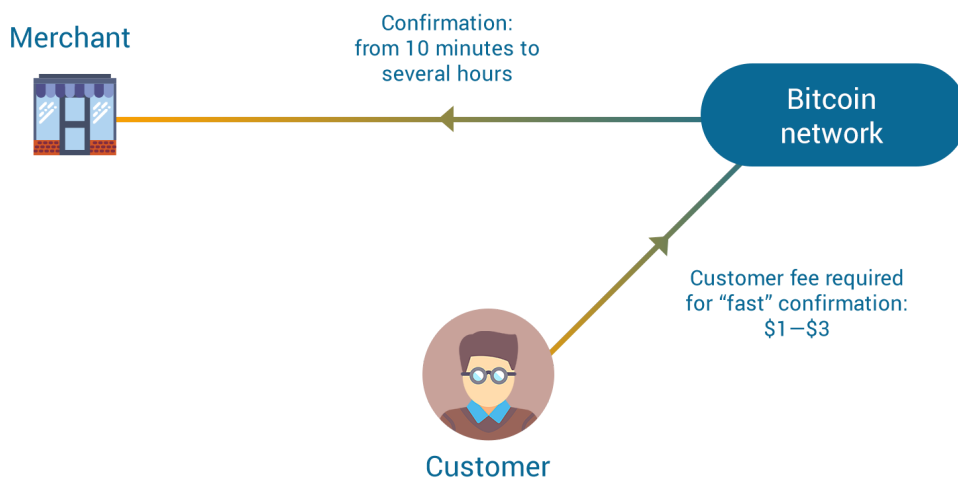 Merchant
Confirmation:
from 10 minutes to
several hours
Bitcoin
network
Customer fee required
for “fast” confirmation:
$1—$3
Customer